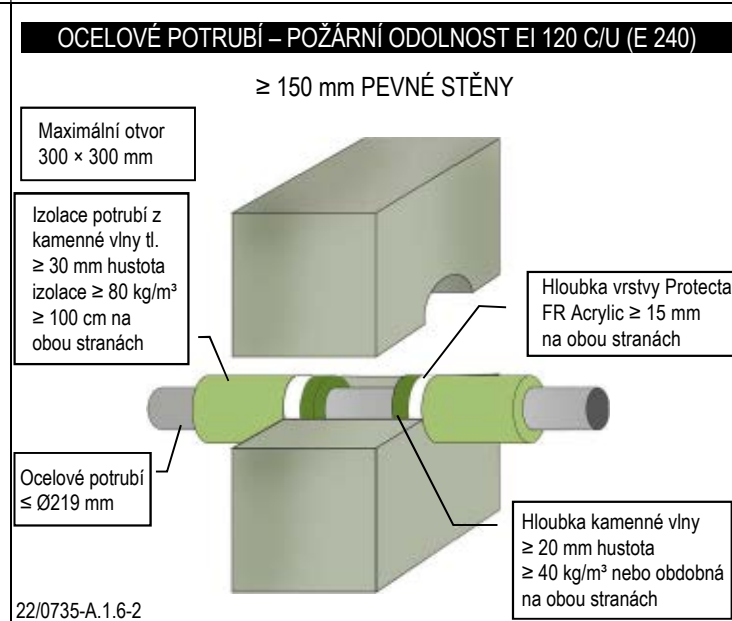 OCELOVÉ POTRUBÍ – POŽÁRNÍ ODOLNOST EI 120 C/U (E 240)
≥ 150 mm PEVNÉ STĚNY
Maximální otvor
300 × 300 mm
Izolace potrubí z
kamenné vlny tl.
≥ 30 mm hustota
izolace ≥ 80 kg/m³
≥ 100 cm na
obou stranách
Hloubka vrstvy Protecta
FR Acrylic ≥ 15 mm
na obou stranách
Ocelové potrubí
≤ Ø219 mm
Hloubka kamenné vlny
≥ 20 mm hustota
≥ 40 kg/m³ nebo obdobná
na obou stranách
22/0735-A.1.6-2